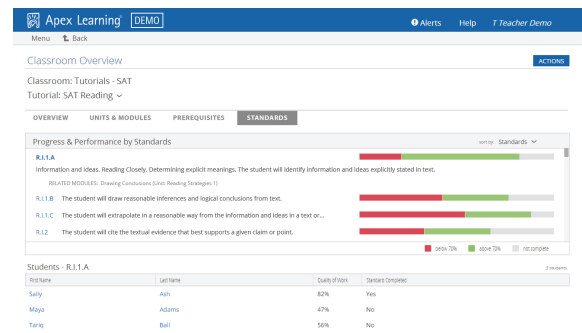 Apex Learning DEMO
Alerts Help T Teacher Demo
Menu Back
Classroom Overview
ACTIONS
Classroom: Tutorials - SAT
Tutorial: SAT Reading
OVERVIEW UNITS & MODULES PREREQUISITES STANDARDS
Progress & Performance by Standards
sort by: Standards
R.I.1.A
Information and ideas. Reading Closely. Determining explicit meanings. The student will identify information and ideas explicitly stated in text.
RELATED MODULES: Drawing Conclusions (Unit: Reading Strategies 1)
R.I.1.B The student will draw reasonable inferences and logical conclusions from text.
R.I.1.C The student will extrapolate in a reasonable way from the information and ideas in a text or...
R.I.2 The student will cite the textual evidence that best supports a given claim or point.
below 70% above 70% not complete
Students - R.I.1.A
9 students
First Name Last Name Quality of Work Standard Completed
Sally Ash 82% Yes
Maya Adams 47% No
Tariq Ball 56% No